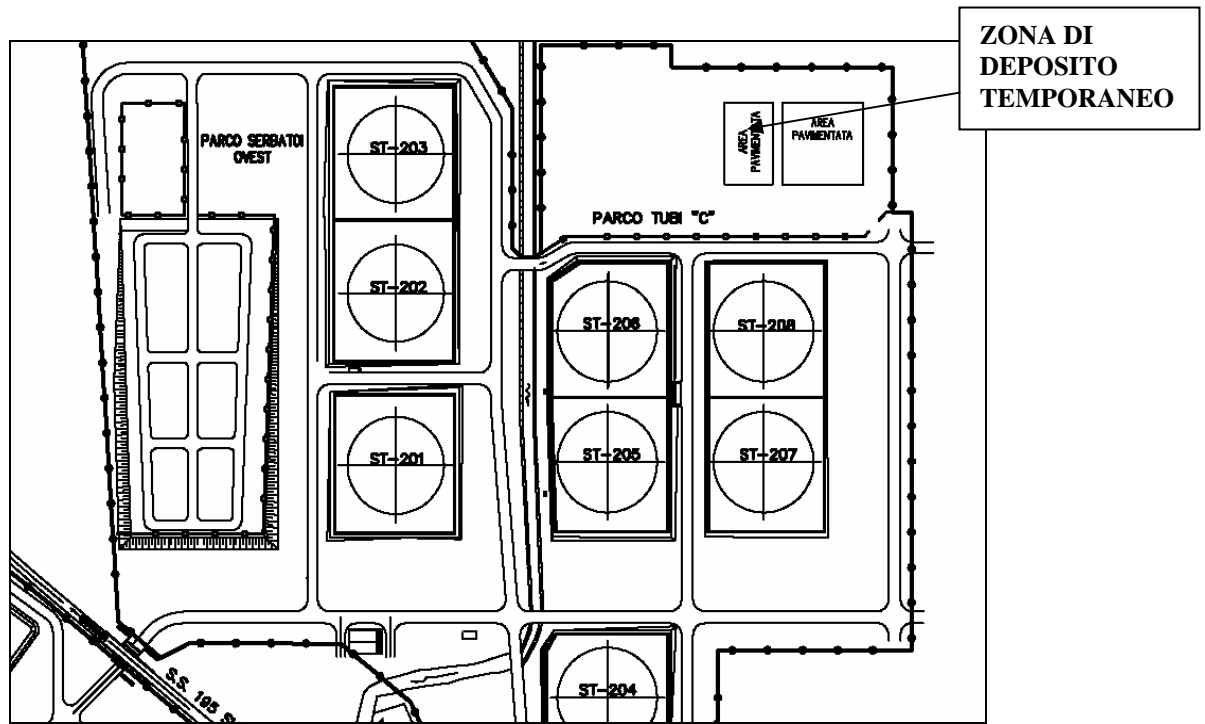 ZONA DI
DEPOSITO
TEMPORANEO
AREA
PAVIMENTATA
AREA
PAVIMENTATA
PARCO SERBATOI
OVEST
ST-203
PARCO TUBI "C"
ST-202
ST-206
ST-208
ST-201
ST-205
ST-207
S.S. 195
ST-204